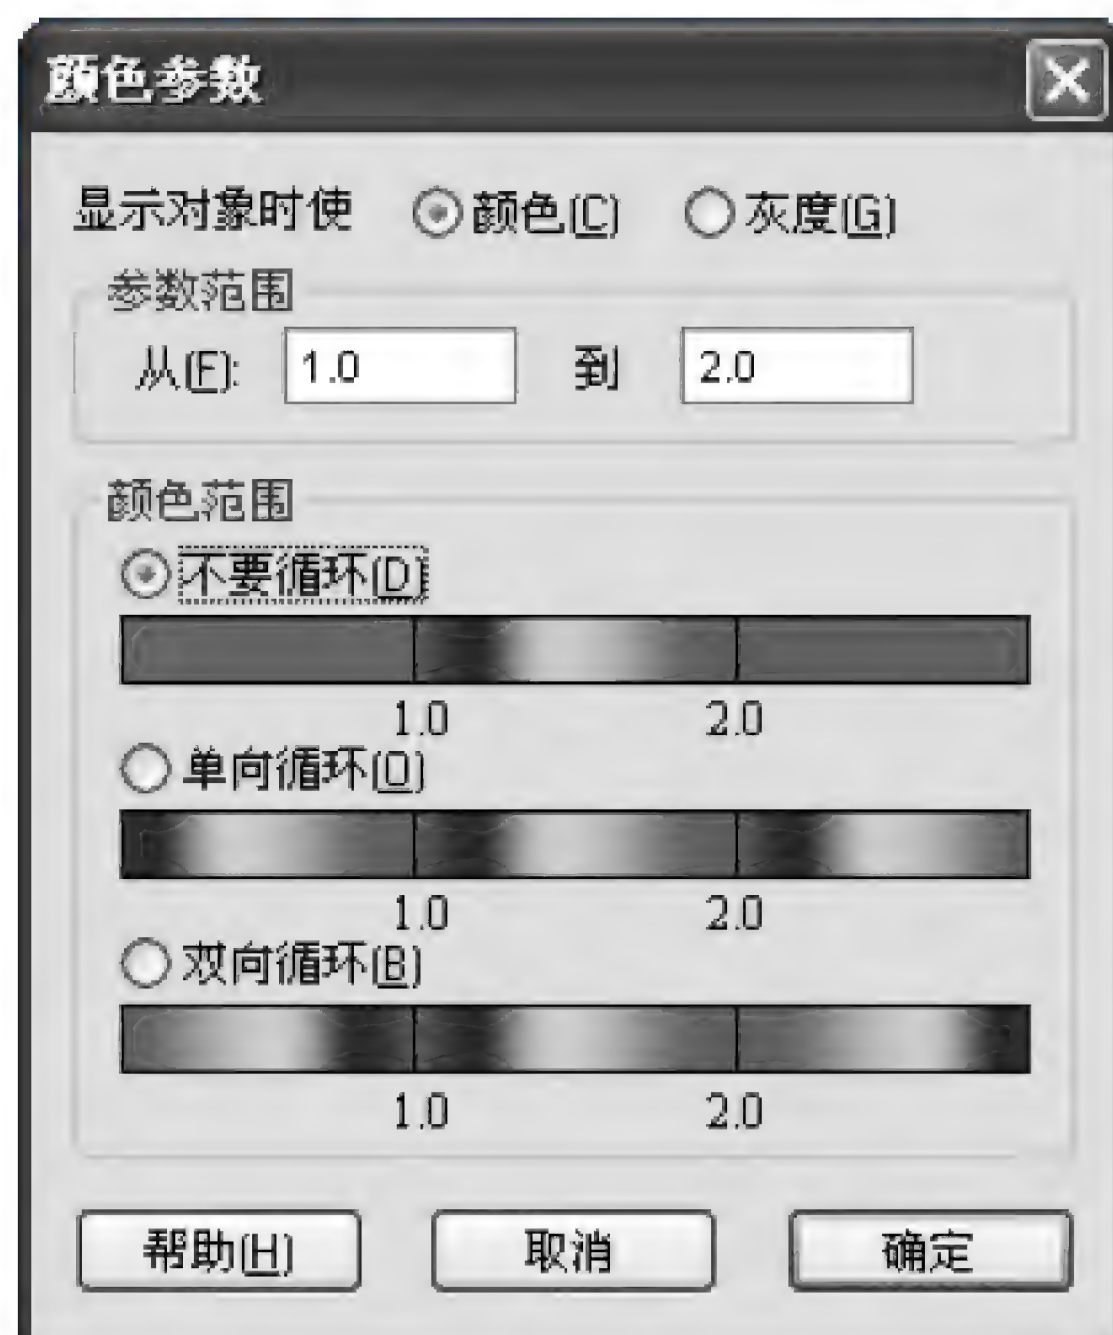 颜色参数
显示对象时使 颜色(C) 灰度(G)
参数范围
从(F): 1.0 到 2.0
颜色范围
不要循环(D)
1.0 2.0
单向循环(O)
1.0 2.0
双向循环(B)
1.0 2.0
帮助(H) 取消 确定